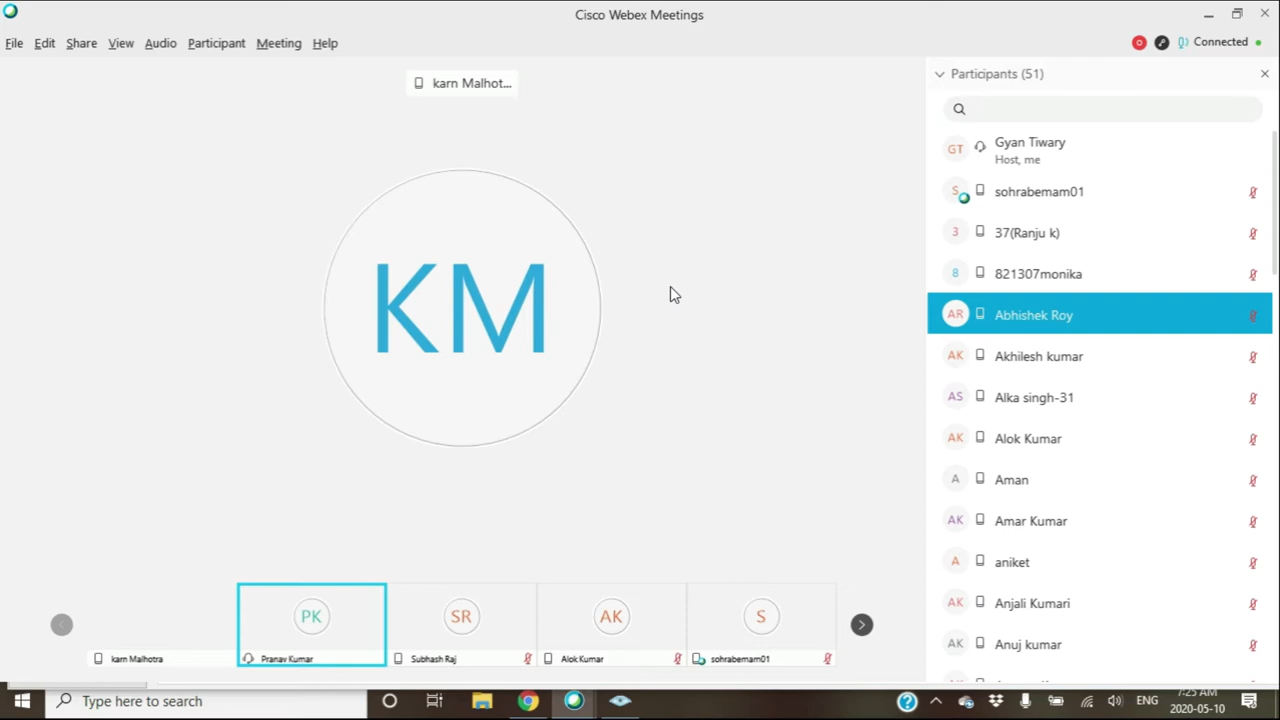 Cisco Webex Meetings
File Edit Share View Audio Participant Meeting Help
Connected
karn Malhot...
KM
Participants (51)
GT Gyan Tiwary
Host, me
S sohrabemam01
3 37(Ranju k)
8 821307monika
AR Abhishek Roy
AK Akhilesh kumar
AS Alka singh-31
AK Alok Kumar
A Aman
AK Amar Kumar
A aniket
AK Anjali Kumari
AK Anuj kumar
PK SR AK S
karn Malhotra Pranav Kumar Subhash Raj Alok Kumar sohrabemam01
Type here to search
ENG
7:25 AM
2020-05-10